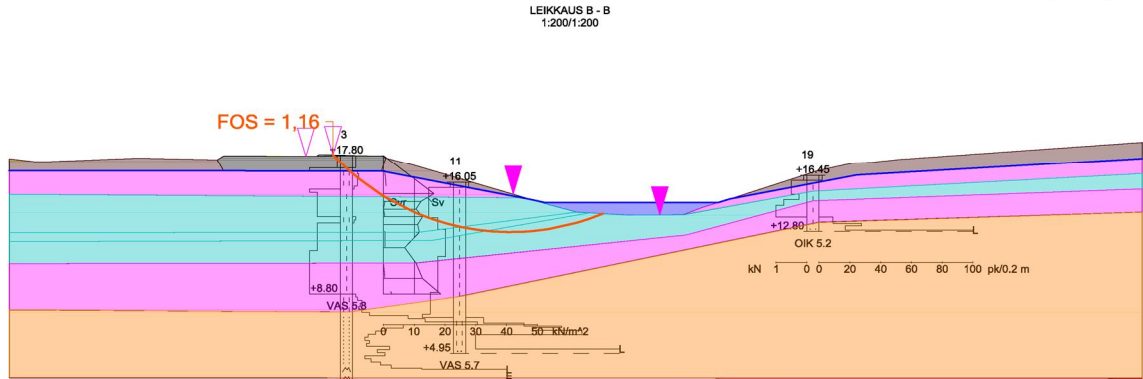 LEIKKAUS B - B
1:200/1:200
FOS = 1,16
3
+17.80
11
+16.05
19
+16.45
Svr
Sv
+12.80
OIK 5.2
kN 1 0 0 20 40 60 80 100 pk/0.2 m
+8.80
VAS 5.8
0 10 20 30 40 50 kN/m^2
+4.95
VAS 5.7